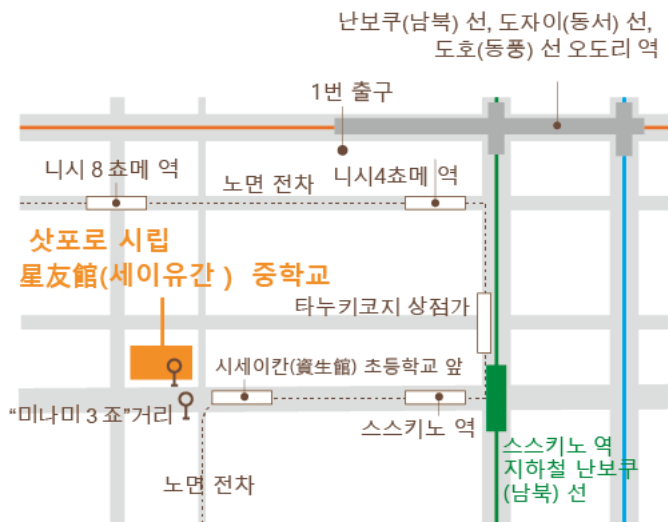 난보쿠(남북) 선, 도자이(동서) 선,
도호(동풍) 선 오도리 역
1번 출구
니시 8 쵸메 역
노면 전차
니시4쵸메 역
삿포로 시립
星友館(세이유간 ) 중학교
타누키코지 상점가
시세이칸(資生館) 초등학교 앞
“미나미 3 죠”거리
스스키노 역
스스키노 역
지하철 난보쿠
(남북) 선
노면 전차